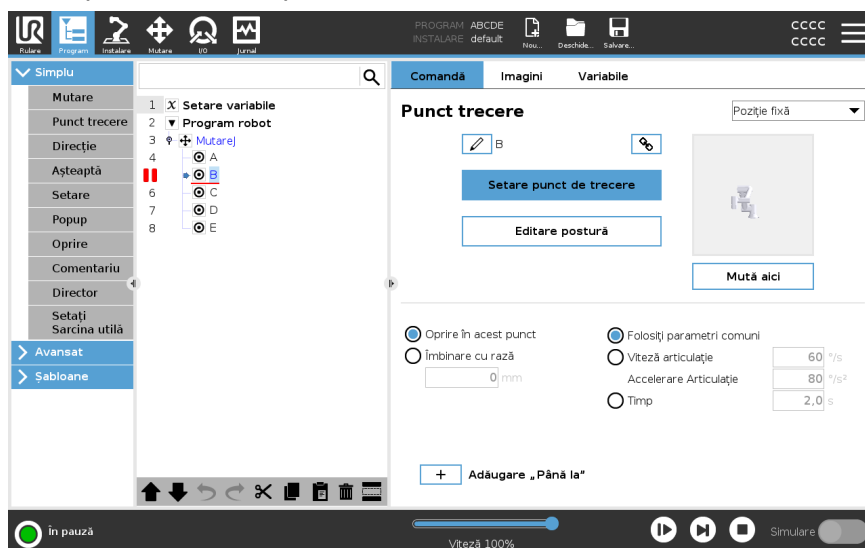 PROGRAM ABCDE
INSTALARE default
Rulare Program Instalare Mutare I/O Jurnal Nou... Deschide... Salvare...
CCCC
CCCC
Simplu
Mutare
Punct trecere
Direcție
Așteaptă
Setare
Popup
Oprire
Comentariu
Director
Setați
Sarcina utilă
Avansat
Șabloane
1 X Setare variabile
2 Program robot
3 MutareJ
4 A
B
6 C
7 D
8 E
Comandă Imagini Variabile
Punct trecere
Poziție fixă
B
Setare punct de trecere
Editare postură
Mută aici
Oprire în acest punct
Îmbinare cu rază
0 mm
Folosiți parametri comuni
Viteză articulație 60 °/s
Accelerare Articulație 80 °/s²
Timp 2,0 s
+ Adăugare „Până la”
În pauză
Viteză 100%
Simulare